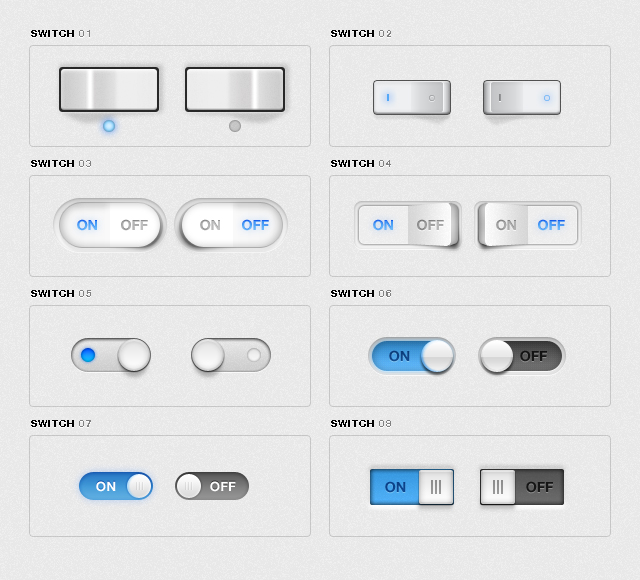 SWITCH 01
SWITCH 02
SWITCH 03
ON OFF
ON OFF
SWITCH 04
ON OFF
ON OFF
SWITCH 05
SWITCH 06
ON
OFF
SWITCH 07
ON
OFF
SWITCH 08
ON
OFF